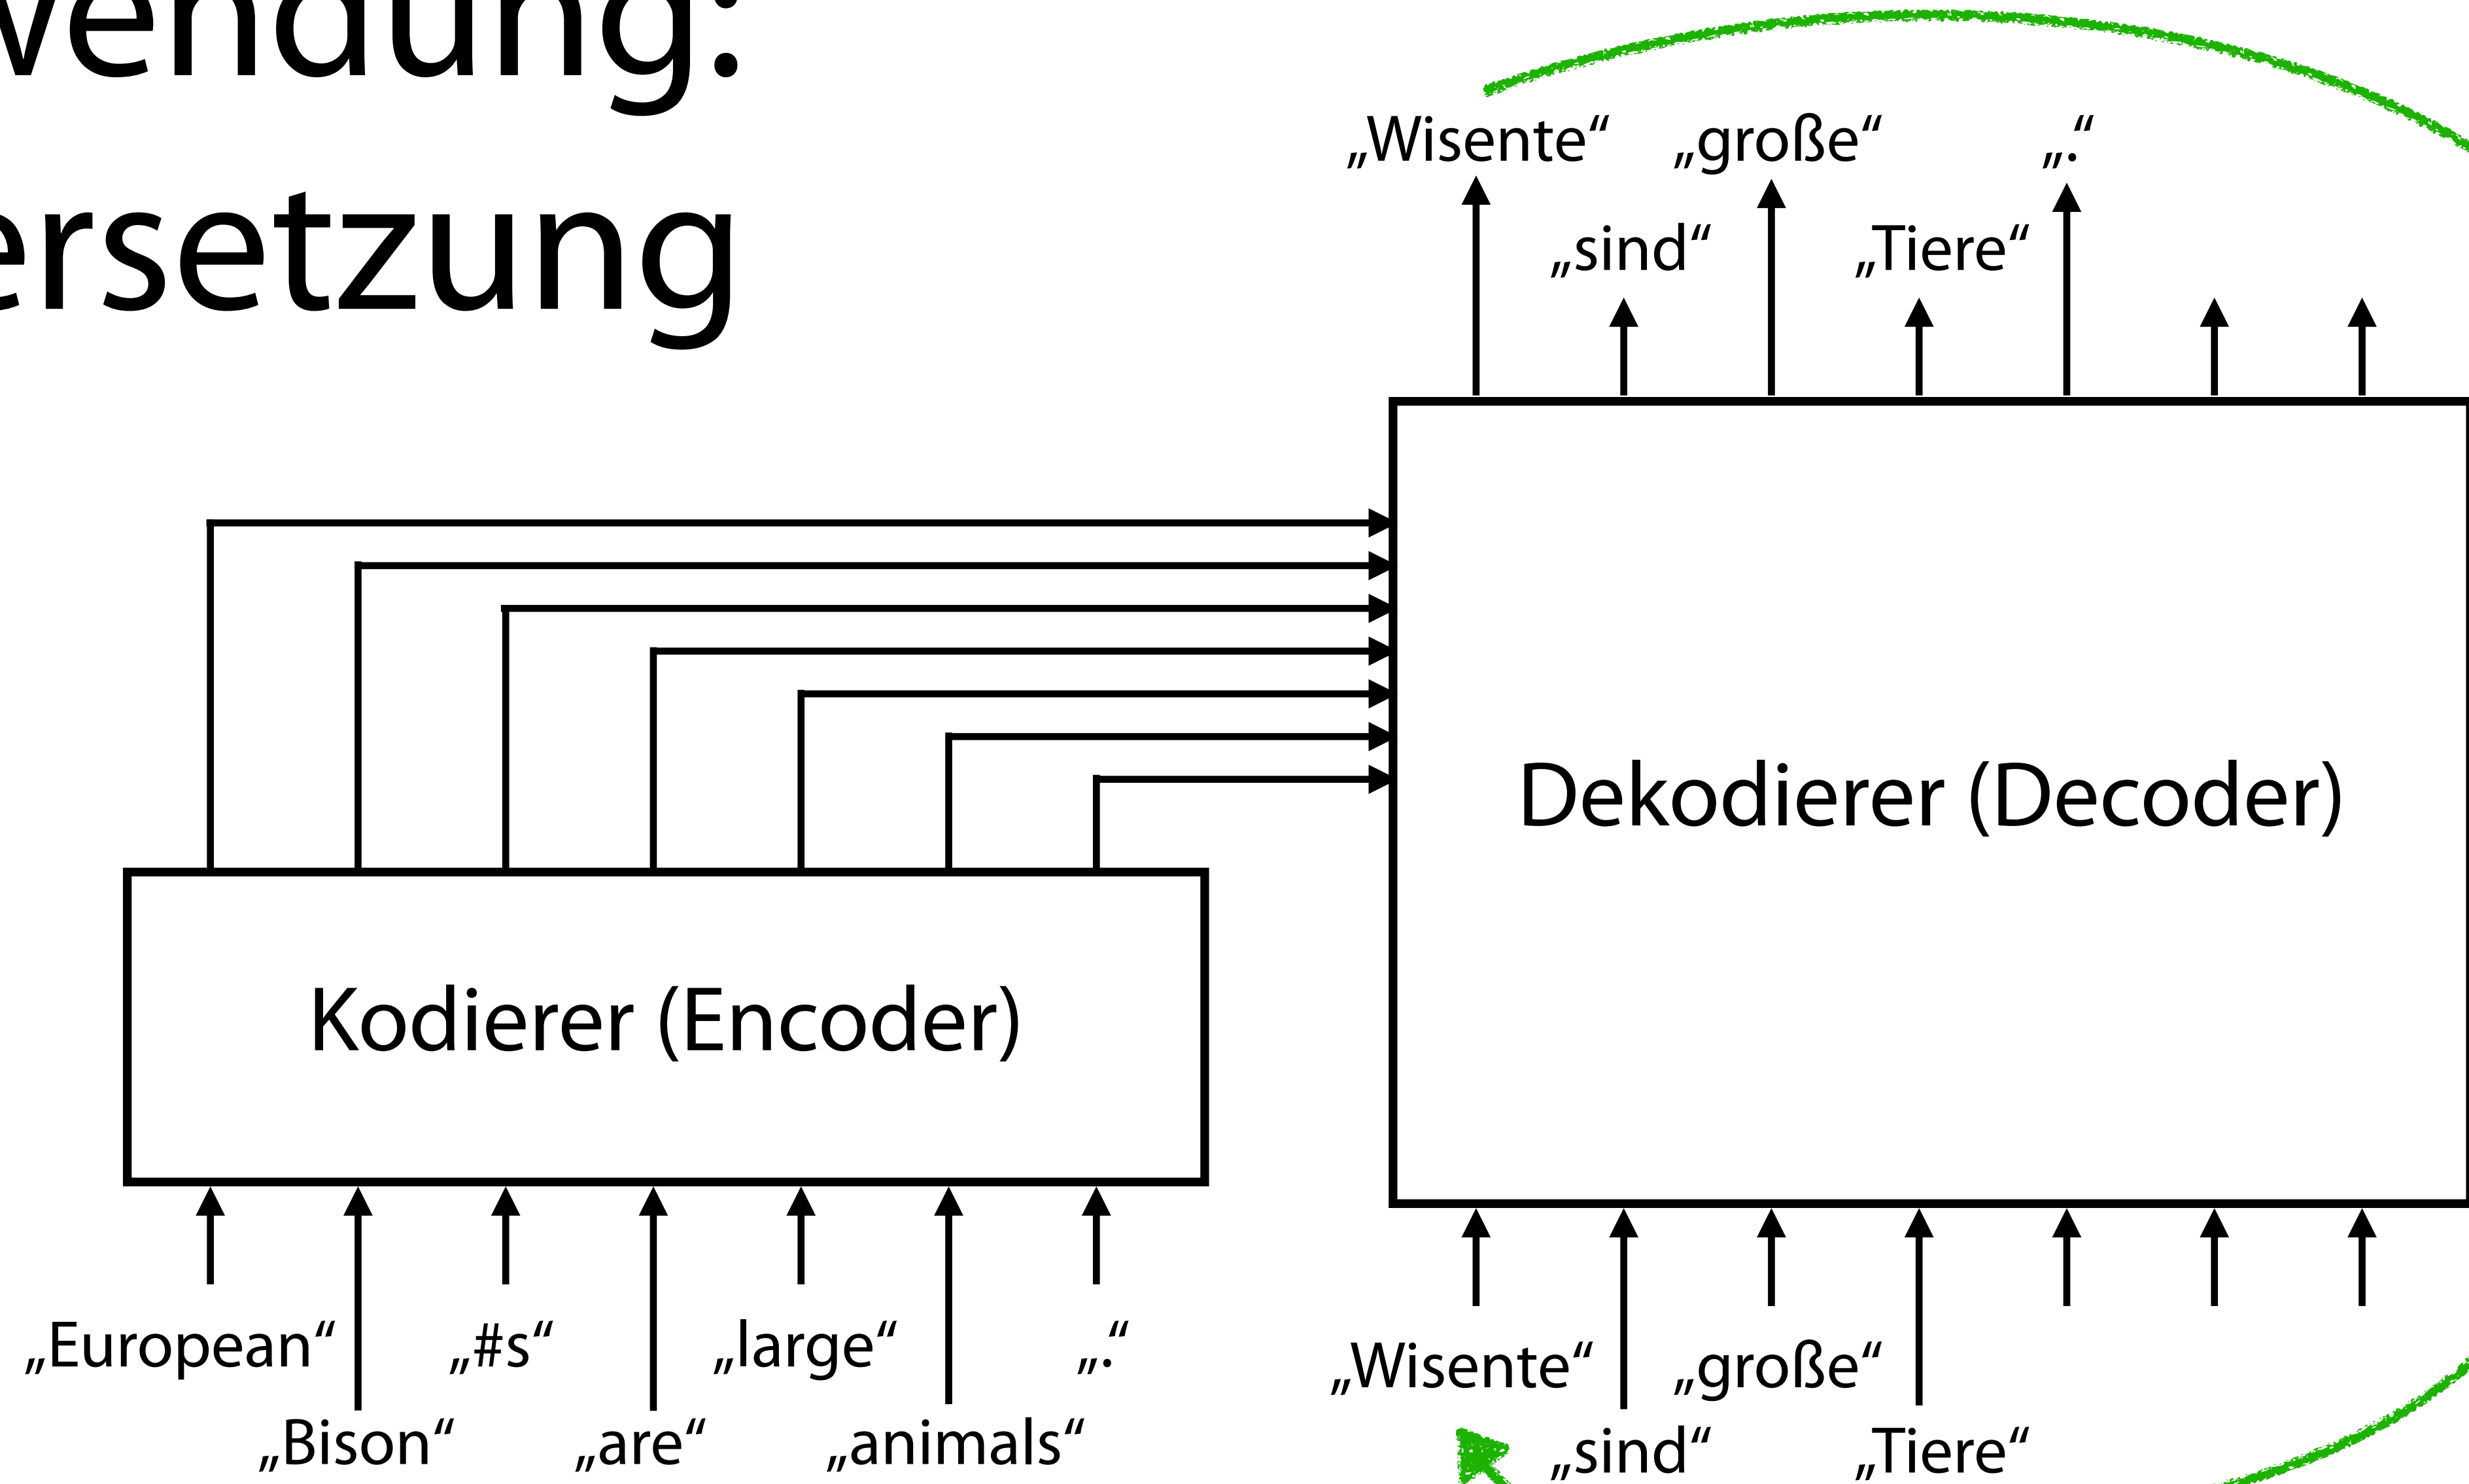 wendung:
ersetzung
„Wisente“ „große“ „.“
„sind“ „Tiere“
Dekodierer (Decoder)
Kodierer (Encoder)
„European“ „#s“ „large“ „.“
„Bison“ „are“ „animals“
„Wisente“ „große“
„sind“ „Tiere“